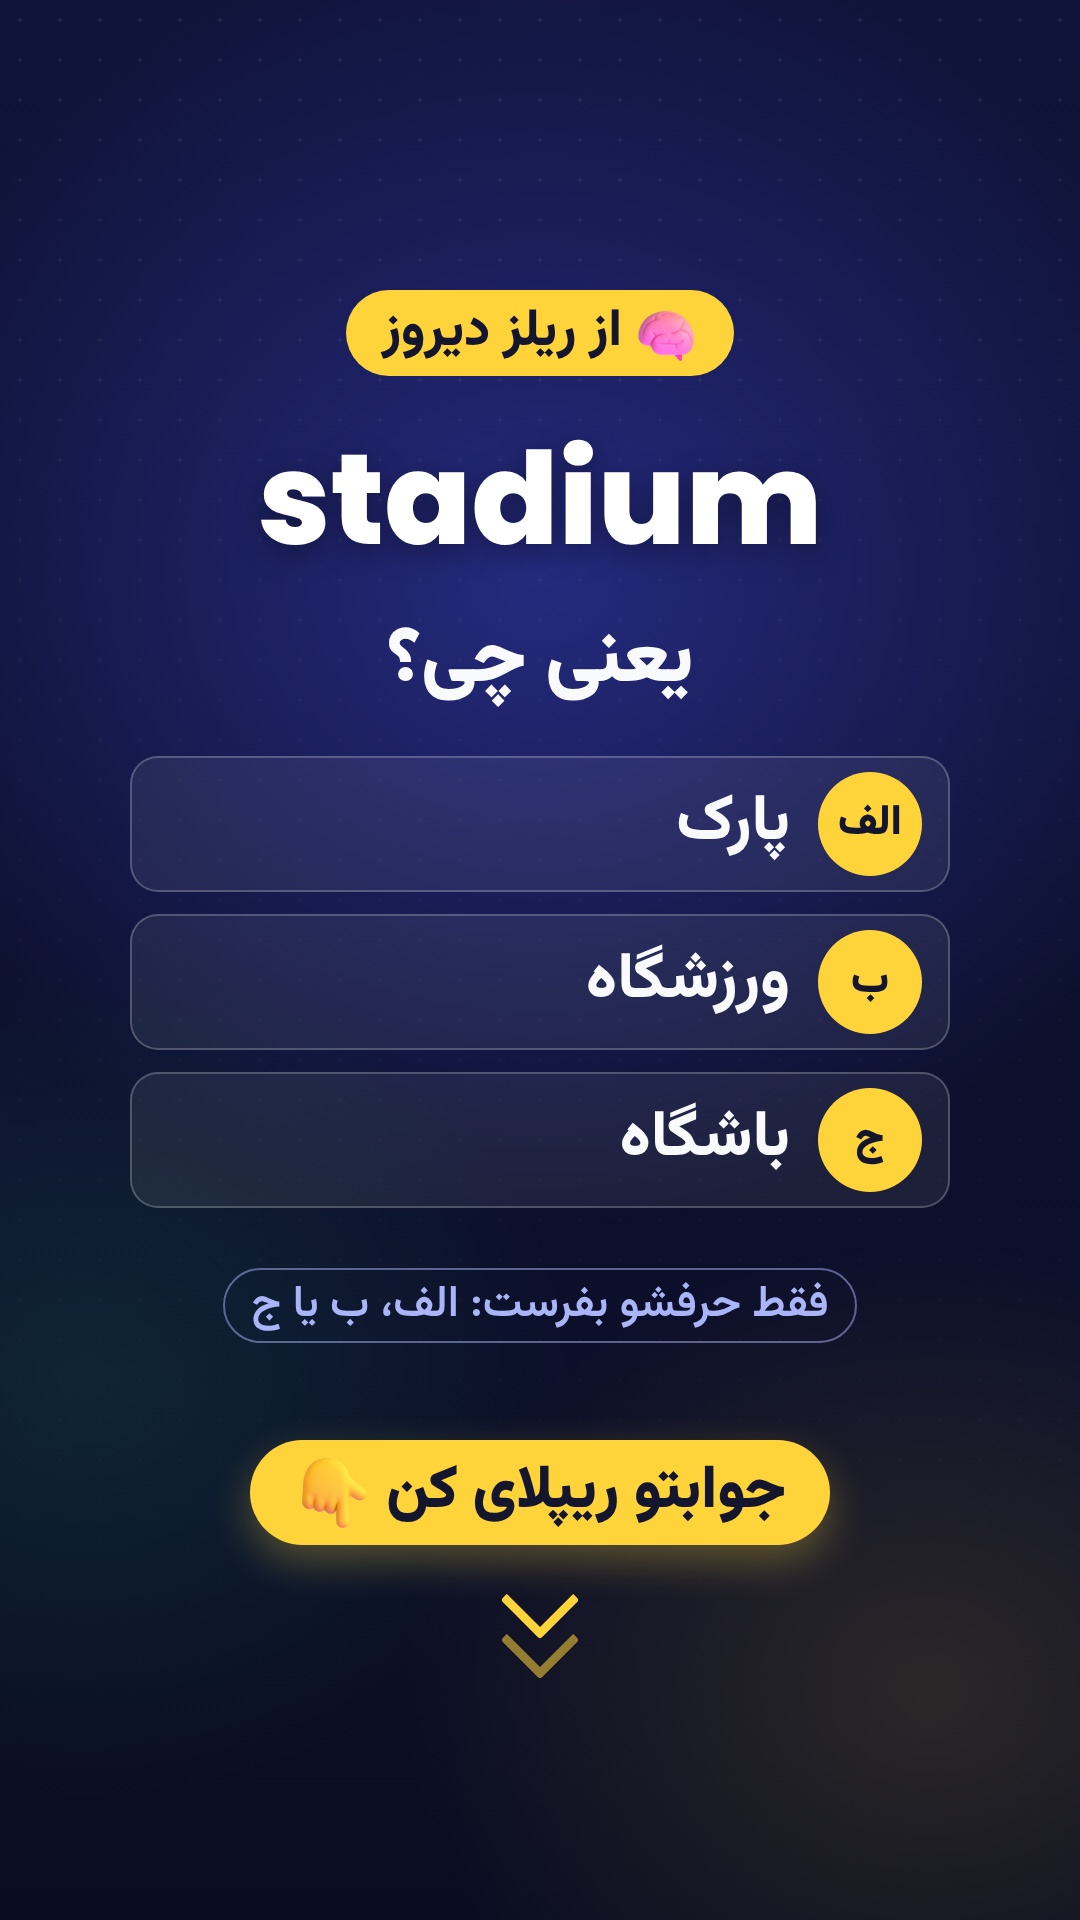 🧠 از ریلز دیروز
stadium
یعنی چی؟
الف پارک
ب ورزشگاه
ج باشگاه
فقط حرفشو بفرست: الف، ب یا ج
جوابتو ریپلای کن 👇